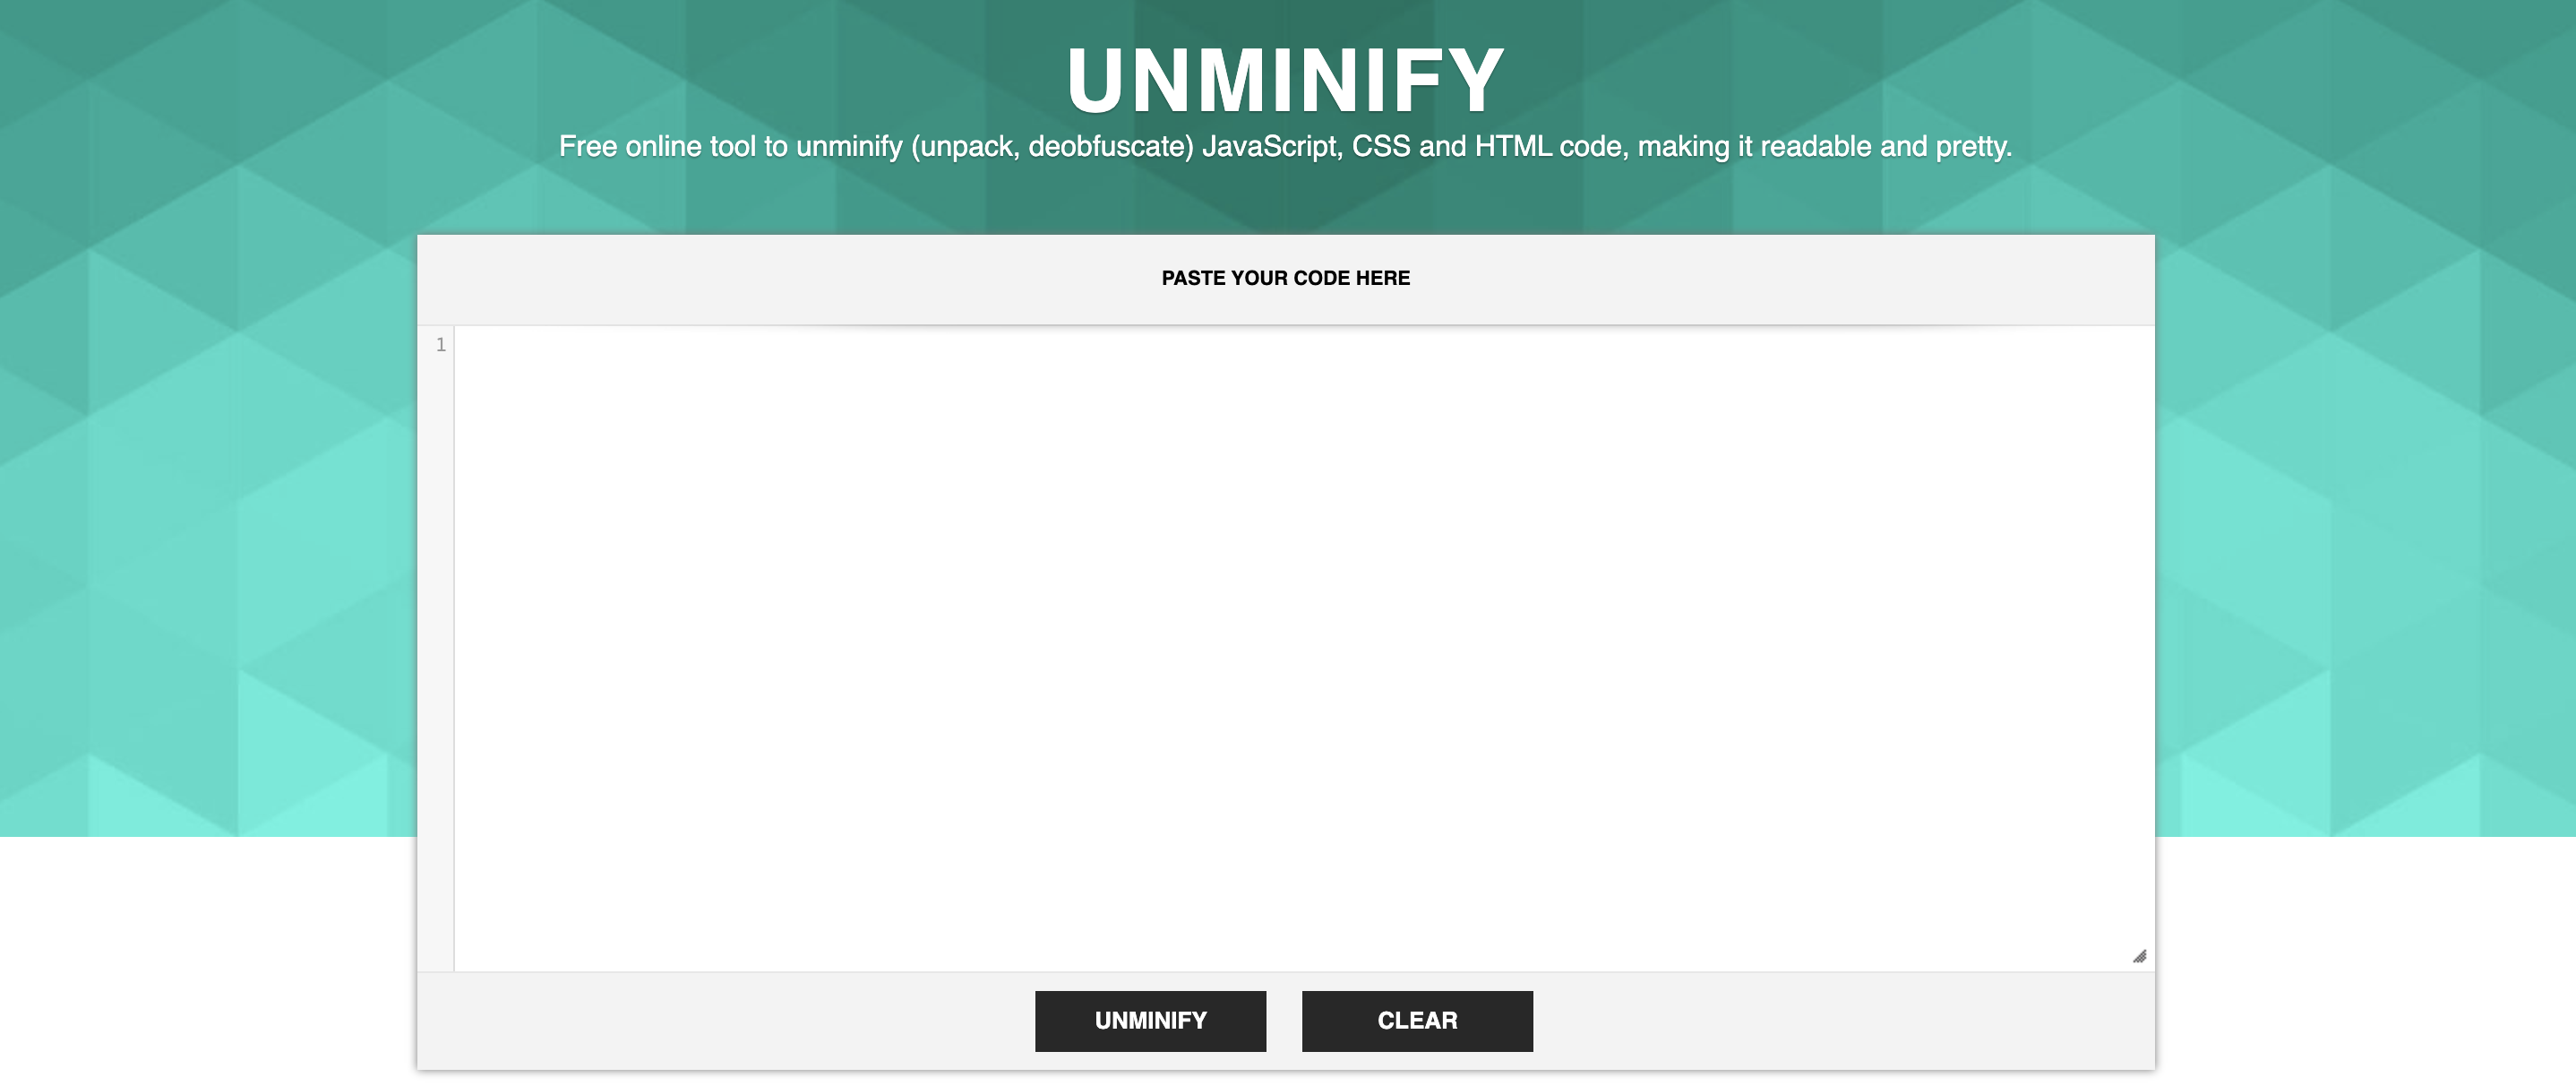 UNMINIFY
Free online tool to unminify (unpack, deobfuscate) JavaScript, CSS and HTML code, making it readable and pretty.
PASTE YOUR CODE HERE
1
UNMINIFY
CLEAR